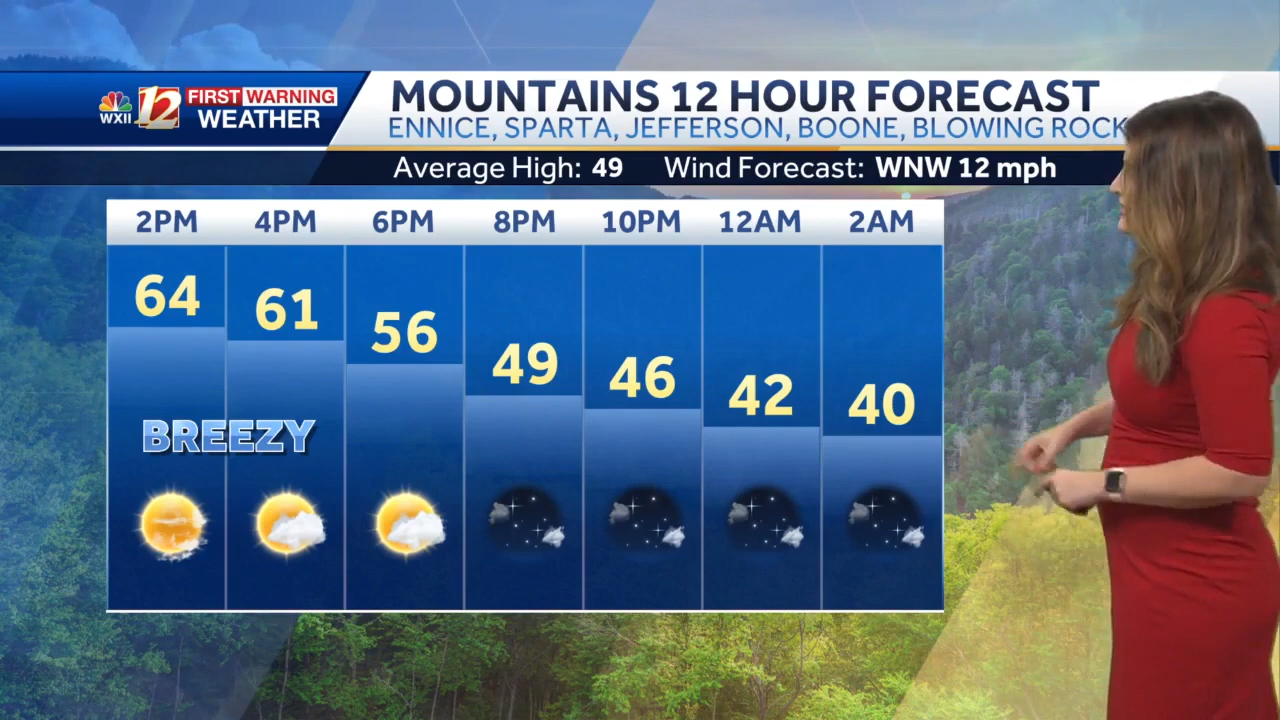 MOUNTAINS 12 HOUR FORECAST
ENNICE, SPARTA, JEFFERSON, BOONE, BLOWING ROCK
WXII 12 FIRST WARNING
WEATHER
Average High: 49 Wind Forecast: WNW 12 mph
2PM 4PM 6PM 8PM 10PM 12AM 2AM
64 61 56 49 46 42 40
BREEZY